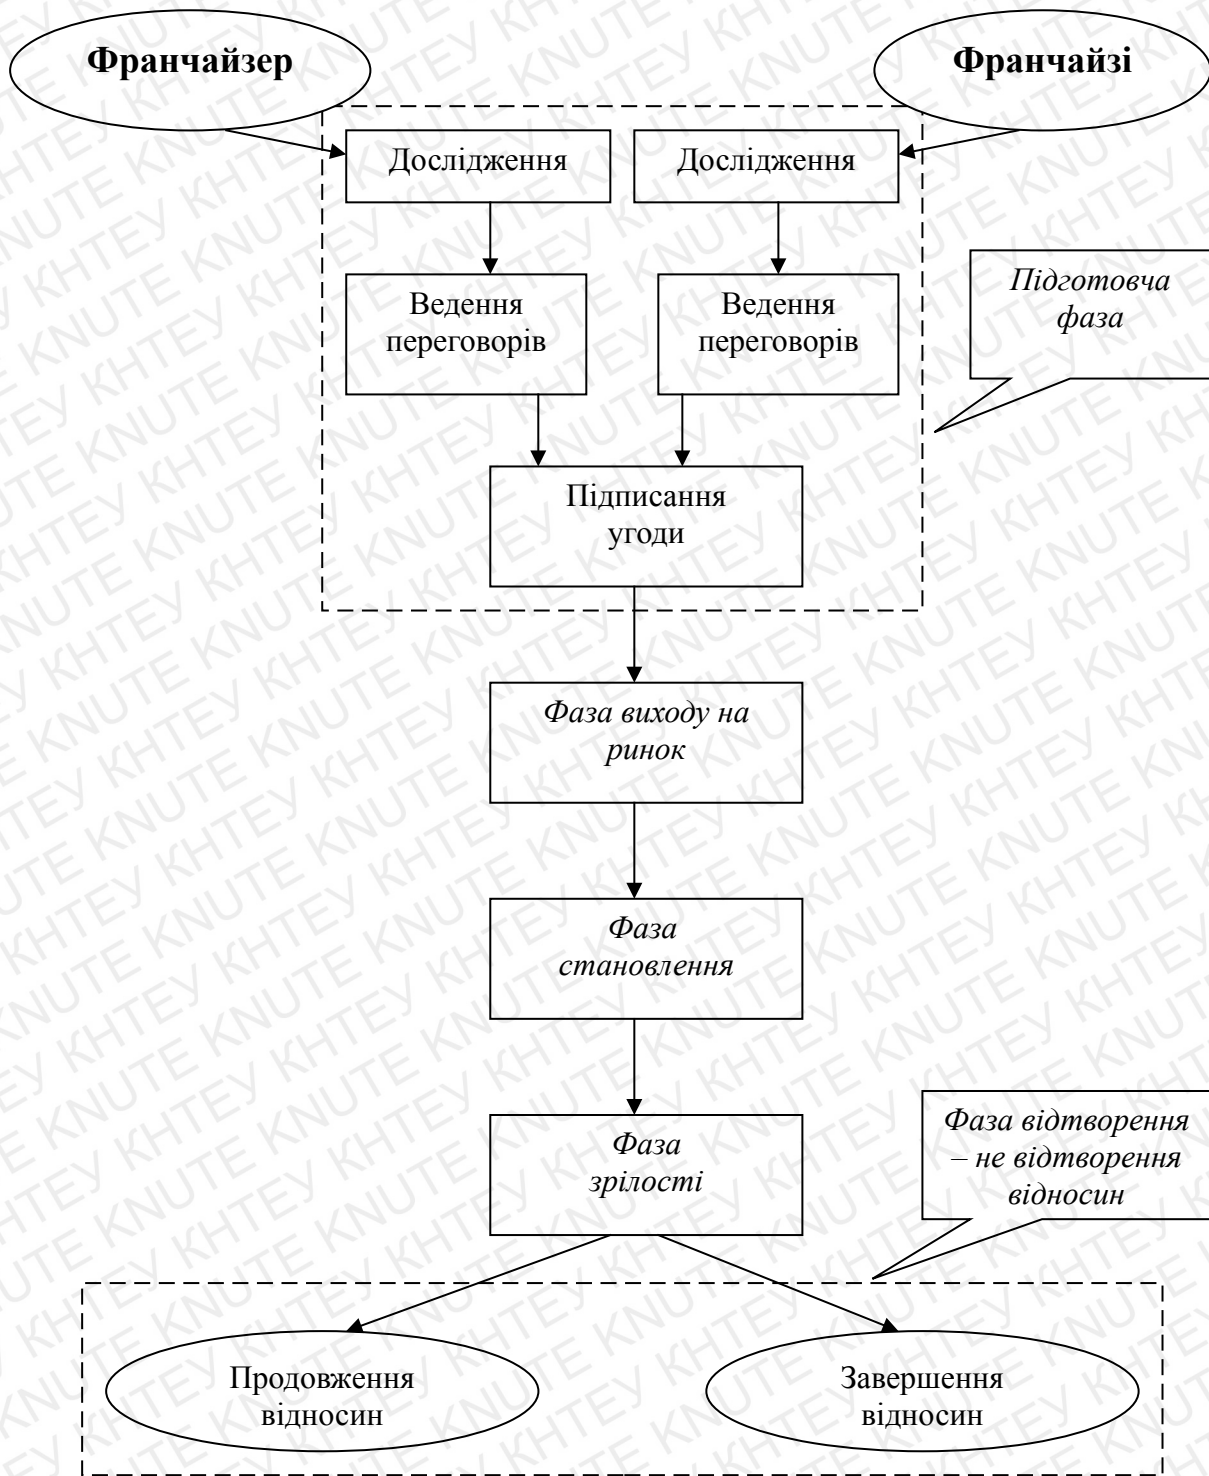 Франчайзер
Франчайзі
Дослідження
Дослідження
Ведення
переговорів
Ведення
переговорів
Підготовча
фаза
Підписання
угоди
Фаза виходу на
ринок
Фаза
становлення
Фаза
зрілості
Фаза відтворення
– не відтворення
відносин
Продовження
відносин
Завершення
відносин